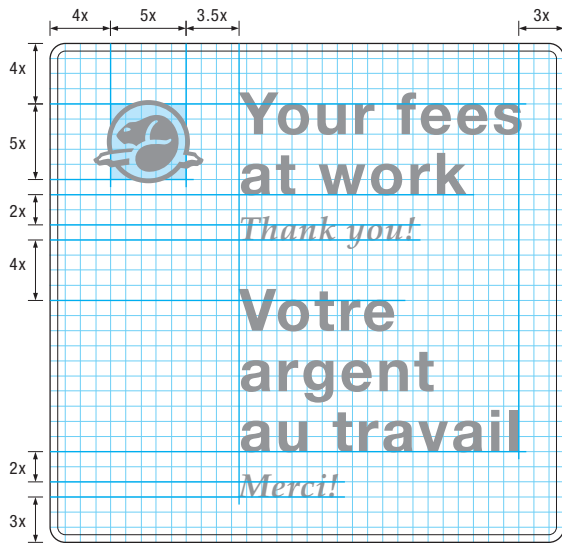 4x 5x 3.5x 3x
4x
5x
2x
4x
2x
3x
Your fees
at work
Thank you!
Votre
argent
au travail
Merci!